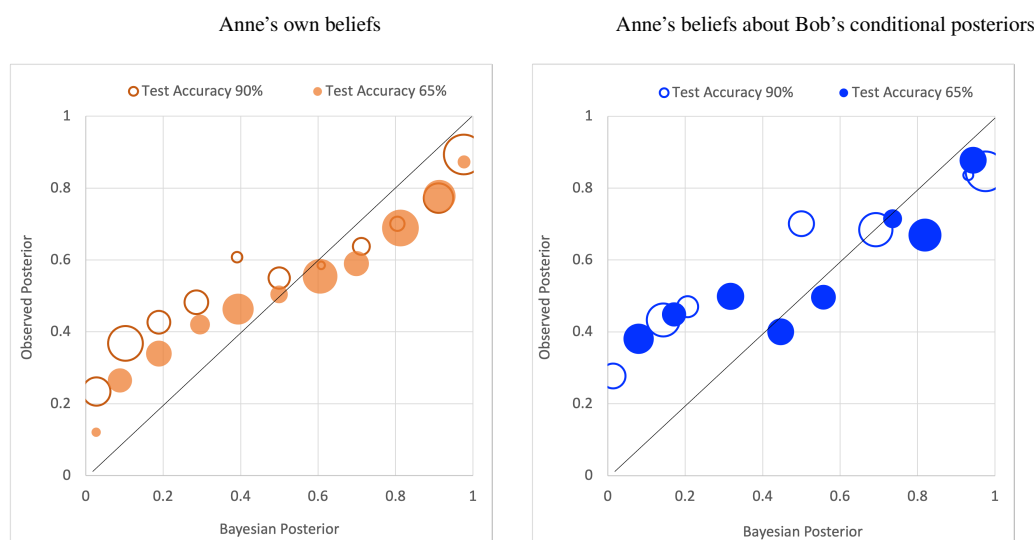 Anne's own beliefs
Test Accuracy 90% Test Accuracy 65%
1
0.8
0.6
0.4
0.2
0
Observed Posterior
0 0.2 0.4 0.6 0.8 1
Bayesian Posterior
Anne's beliefs about Bob's conditional posteriors
Test Accuracy 90% Test Accuracy 65%
1
0.8
0.6
0.4
0.2
0
Observed Posterior
0 0.2 0.4 0.6 0.8 1
Bayesian Posterior